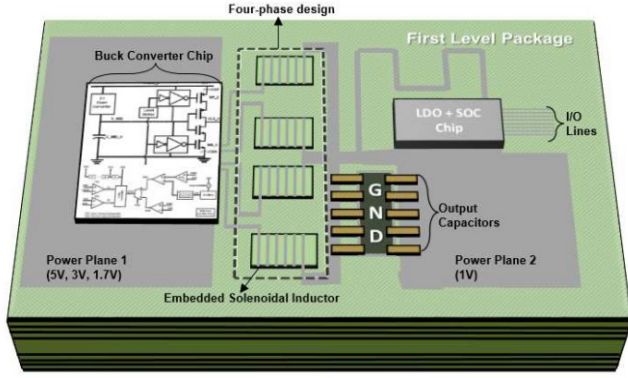 Four-phase design
First Level Package
Buck Converter Chip
LDO + SOC
Chip
I/O
Lines
G
N
D
Output
Capacitors
Power Plane 1
(5V, 3V, 1.7V)
Power Plane 2
(1V)
Embedded Solenoidal Inductor